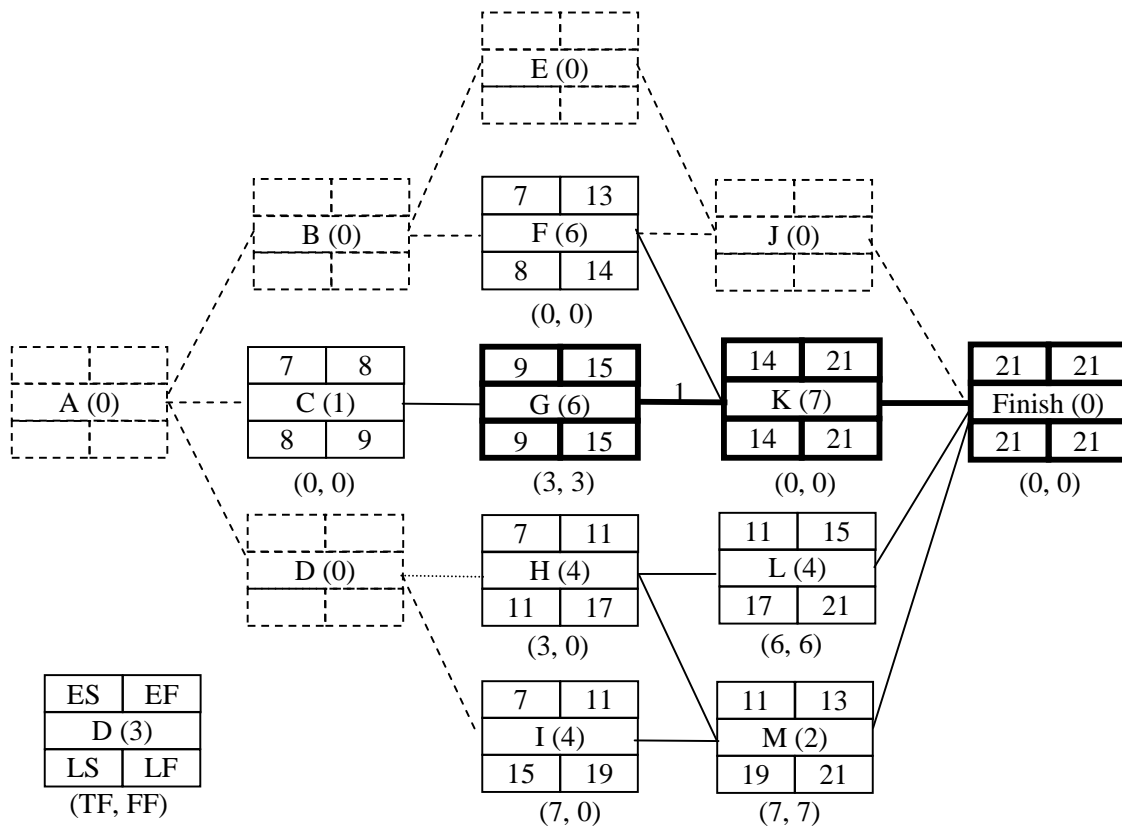 E (0)
7 13
B (0)
F (6)
J (0)
8 14
(0, 0)
7 8
9 15
14 21
21 21
A (0)
C (1)
G (6)
1
K (7)
Finish (0)
8 9
9 15
14 21
21 21
(0, 0)
(3, 3)
(0, 0)
(0, 0)
7 11
11 15
D (0)
H (4)
L (4)
11 17
17 21
(3, 0)
(6, 6)
ES EF
7 11
11 13
D (3)
I (4)
M (2)
LS LF
15 19
19 21
(TF, FF)
(7, 0)
(7, 7)